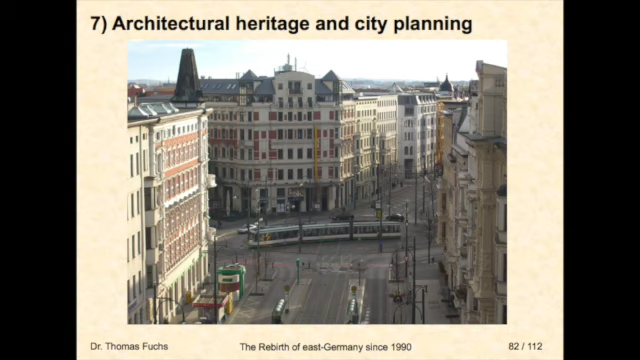 7) Architectural heritage and city planning
Dr. Thomas Fuchs
The Rebirth of east-Germany since 1990
82 / 112